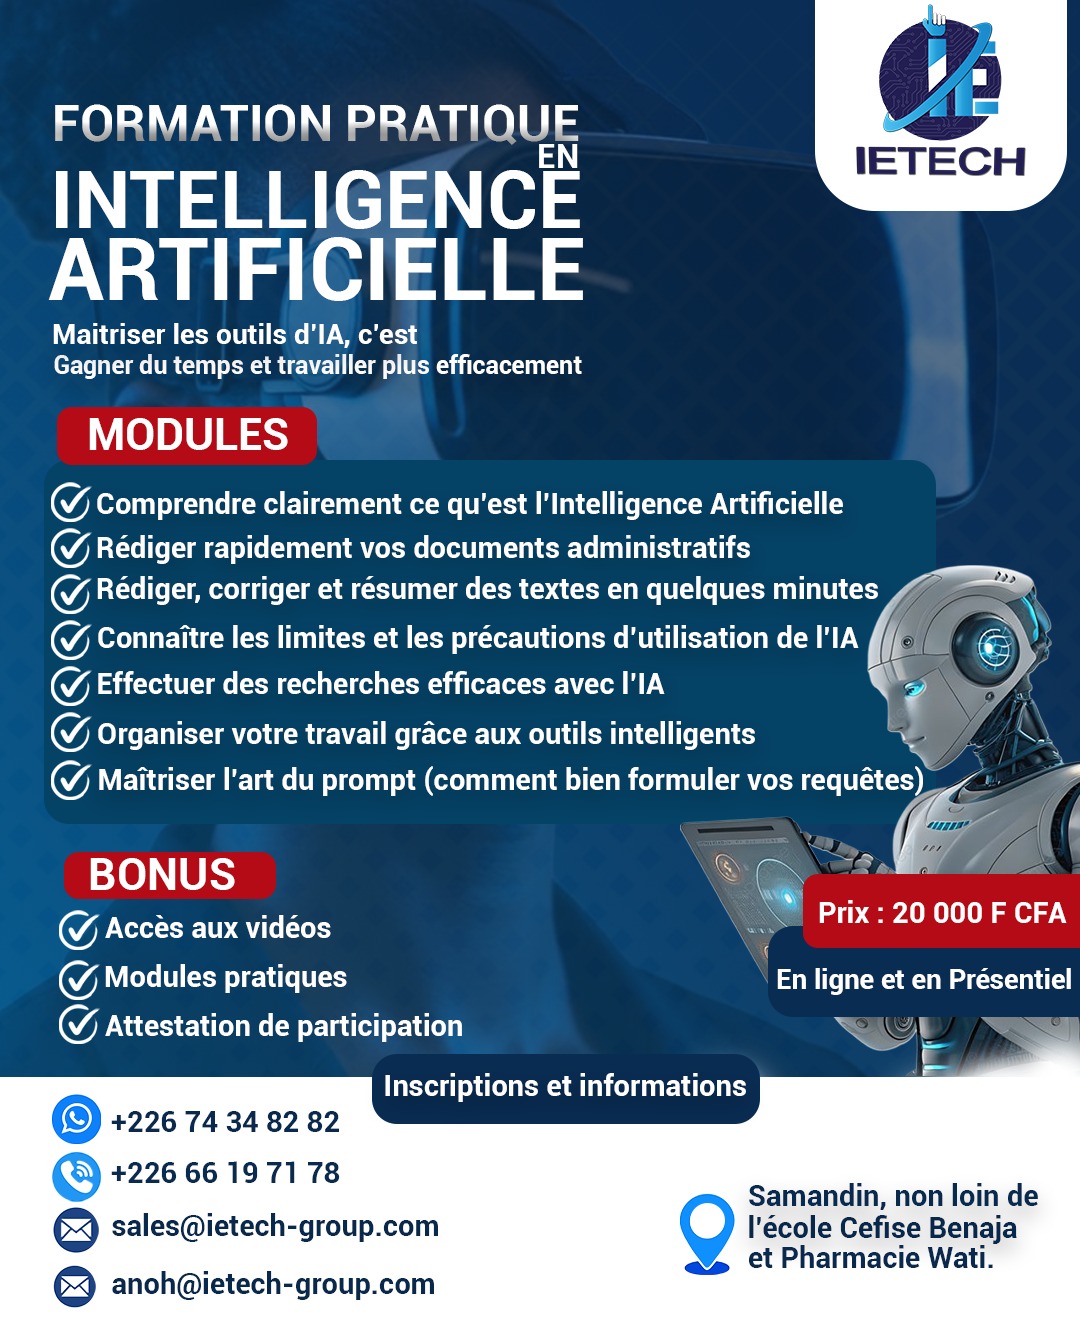 IETECH
FORMATION PRATIQUE
EN
INTELLIGENCE
ARTIFICIELLE
Maitriser les outils d'IA, c'est
Gagner du temps et travailler plus efficacement
MODULES
Comprendre clairement ce qu'est l'Intelligence Artificielle
Rédiger rapidement vos documents administratifs
Rédiger, corriger et résumer des textes en quelques minutes
Connaître les limites et les précautions d'utilisation de l'IA
Effectuer des recherches efficaces avec l'IA
Organiser votre travail grâce aux outils intelligents
Maîtriser l'art du prompt (comment bien formuler vos requêtes)
BONUS
Accès aux vidéos
Modules pratiques
Attestation de participation
Prix : 20 000 F CFA
En ligne et en Présentiel
Inscriptions et informations
+226 74 34 82 82
+226 66 19 71 78
sales@ietech-group.com
anoh@ietech-group.com
Samandin, non loin de
l'école Cefise Benaja
et Pharmacie Wati.